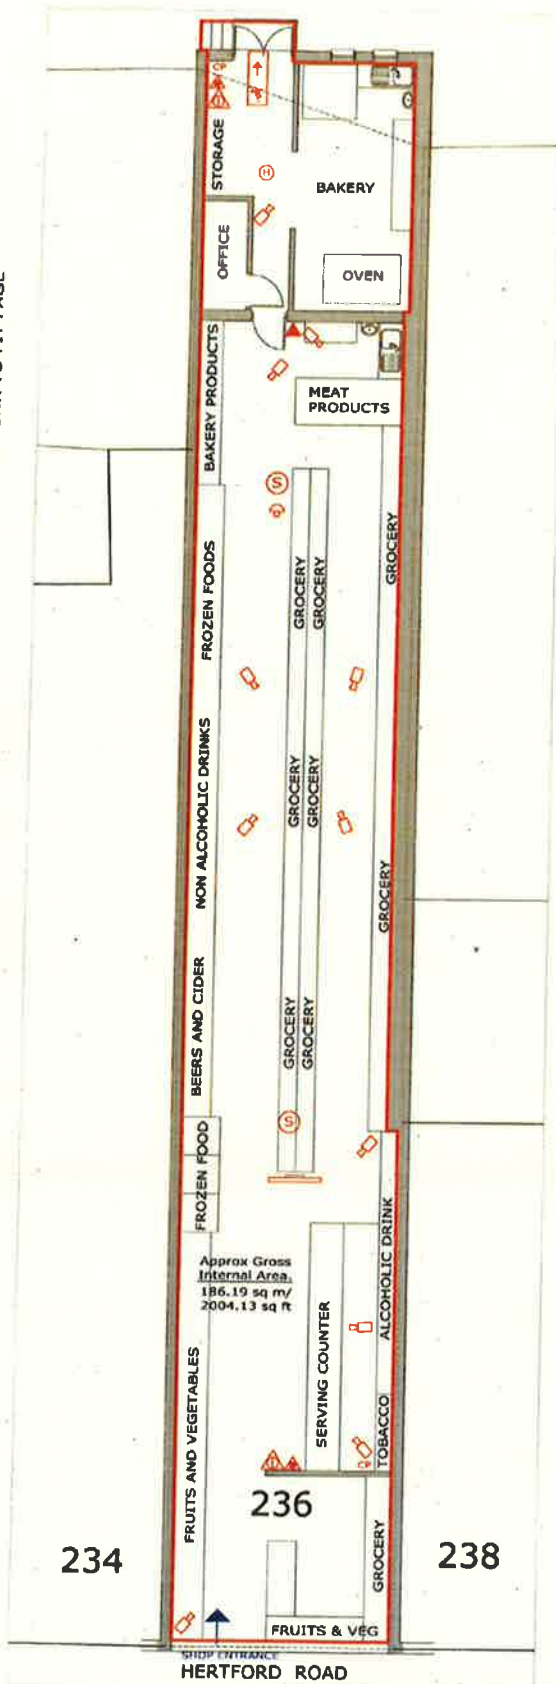 STORAGE
H
BAKERY
OFFICE
OVEN
BAKERY PRODUCTS
MEAT
PRODUCTS
S
FROZEN FOODS
GROCERY
GROCERY
GROCERY
NON ALCOHOLIC DRINKS
GROCERY
GROCERY
GROCERY
BEERS AND CIDER
GROCERY
GROCERY
S
FROZEN FOOD
Approx Gross
Internal Area,
186.19 sq m/
2004.13 sq ft
ALCOHOLIC DRINK
SERVING COUNTER
TOBACCO
FRUITS AND VEGETABLES
236
234
238
GROCERY
FRUITS & VEG
SHOP ENTRANCE
HERTFORD ROAD